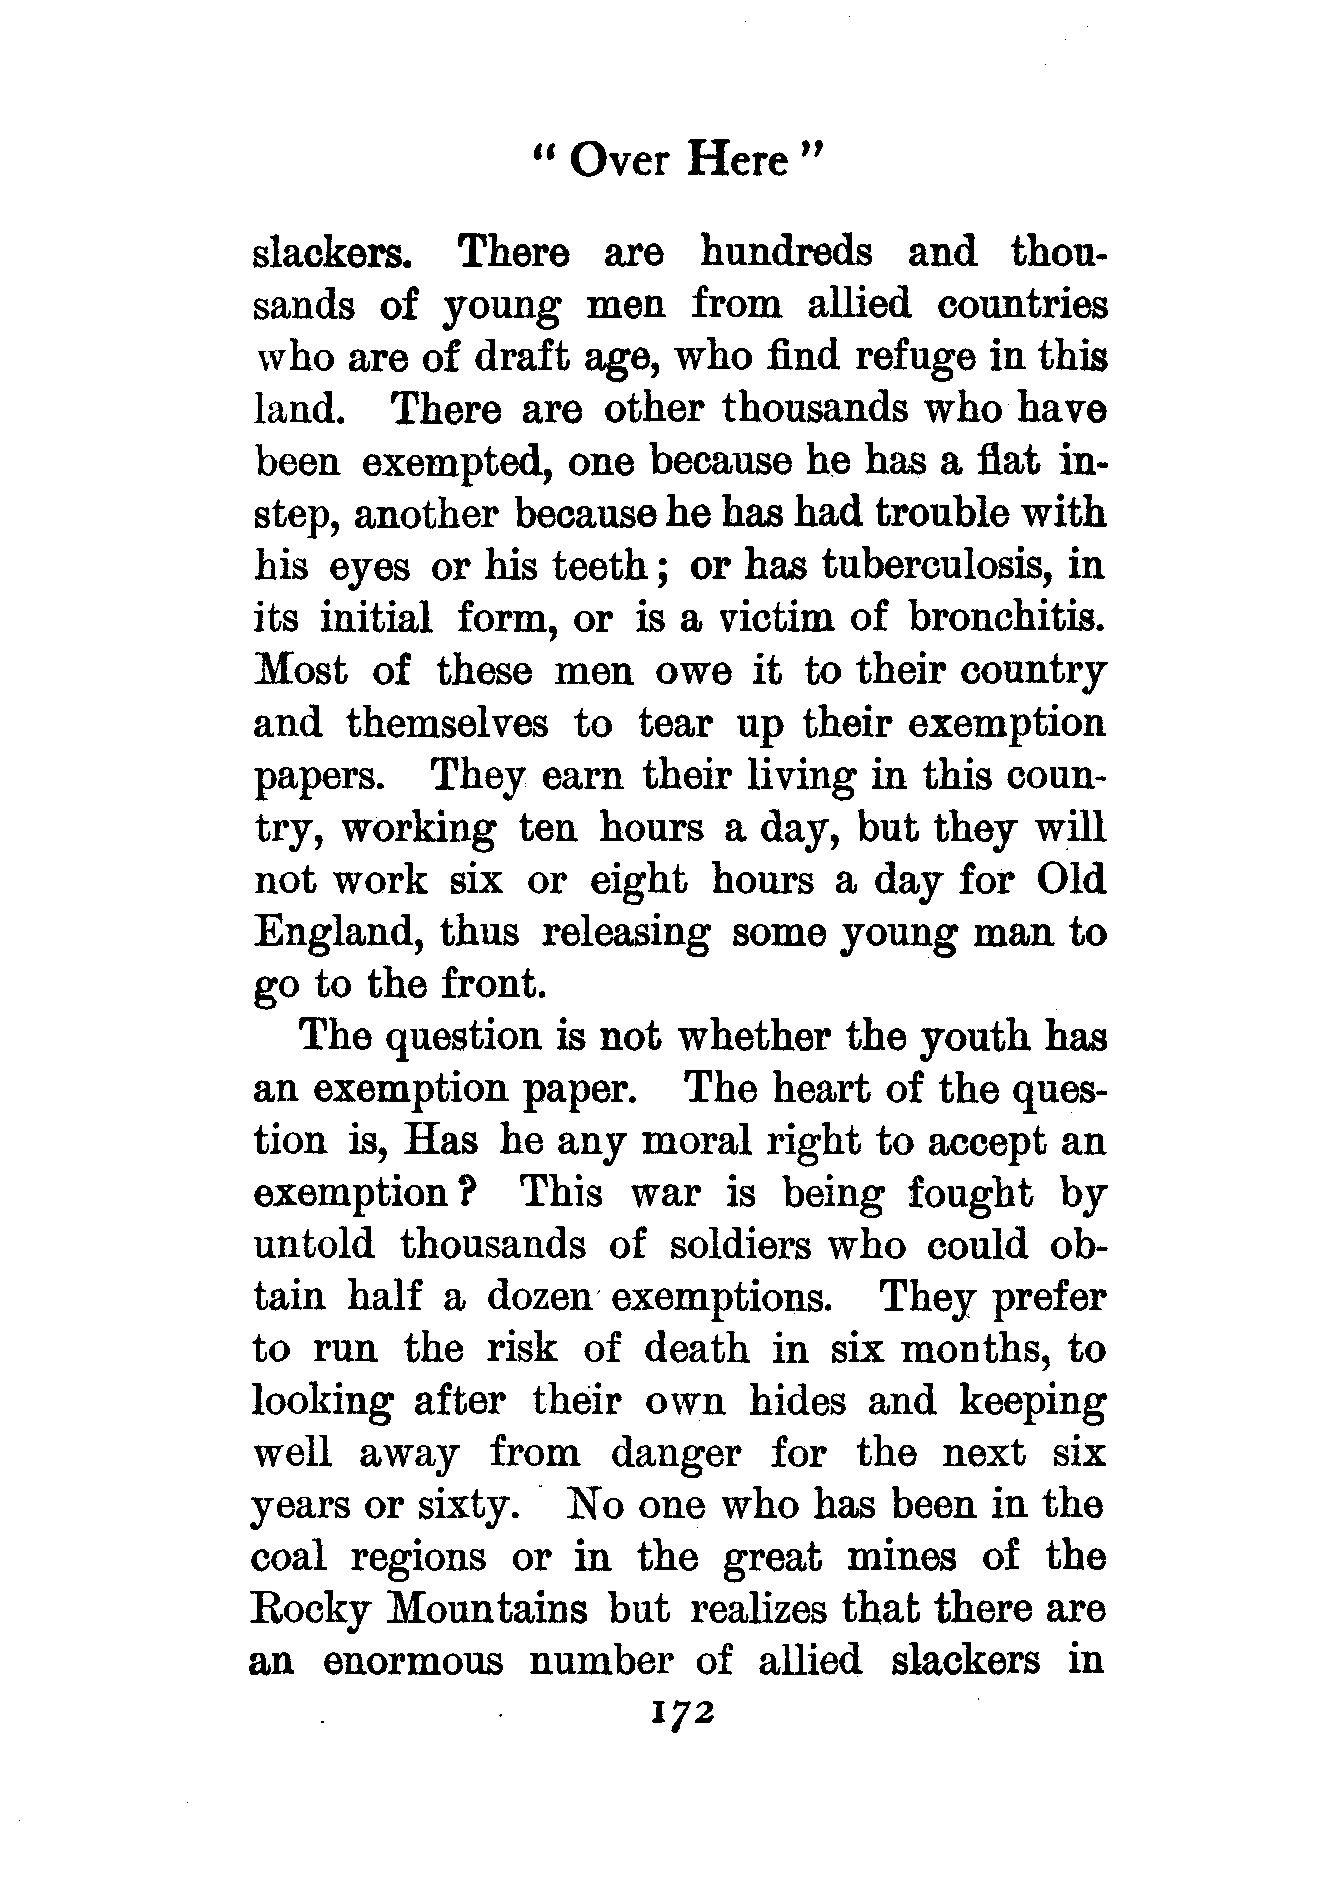 “ Over Here ”
slackers. There are hundreds and thou-
sands of young men from allied countries
who are of draft age, who find refuge in this
land. There are other thousands who have
been exempted, one because he has a flat in-
step, another because he has had trouble with
his eyes or his teeth ; or has tuberculosis, in
its initial form, or is a victim of bronchitis.
Most of these men owe it to their country
and themselves to tear up their exemption
papers. They earn their living in this coun-
try, working ten hours a day, but they will
not work six or eight hours a day for Old
England, thus releasing some young man to
go to the front.
The question is not whether the youth has
an exemption paper. The heart of the ques-
tion is, Has he any moral right to accept an
exemption ? This war is being fought by
untold thousands of soldiers who could ob-
tain half a dozen exemptions. They prefer
to run the risk of death in six months, to
looking after their own hides and keeping
well away from danger for the next six
years or sixty. No one who has been in the
coal regions or in the great mines of the
Rocky Mountains but realizes that there are
an enormous number of allied slackers in
172